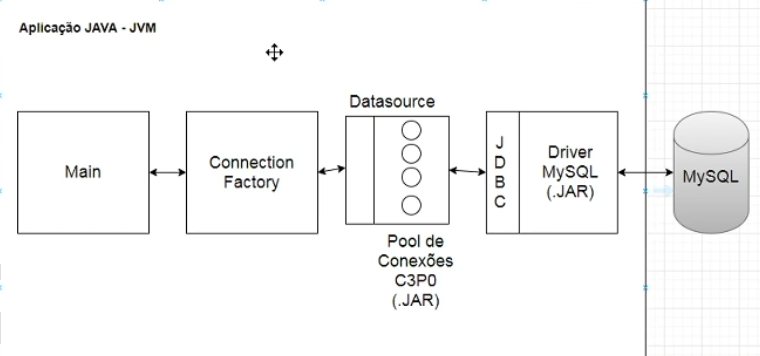 Aplicação JAVA - JVM
Main
Connection
Factory
Datasource
Pool de
Conexões
C3P0
(.JAR)
J
D
B
C
Driver
MySQL
(.JAR)
MySQL